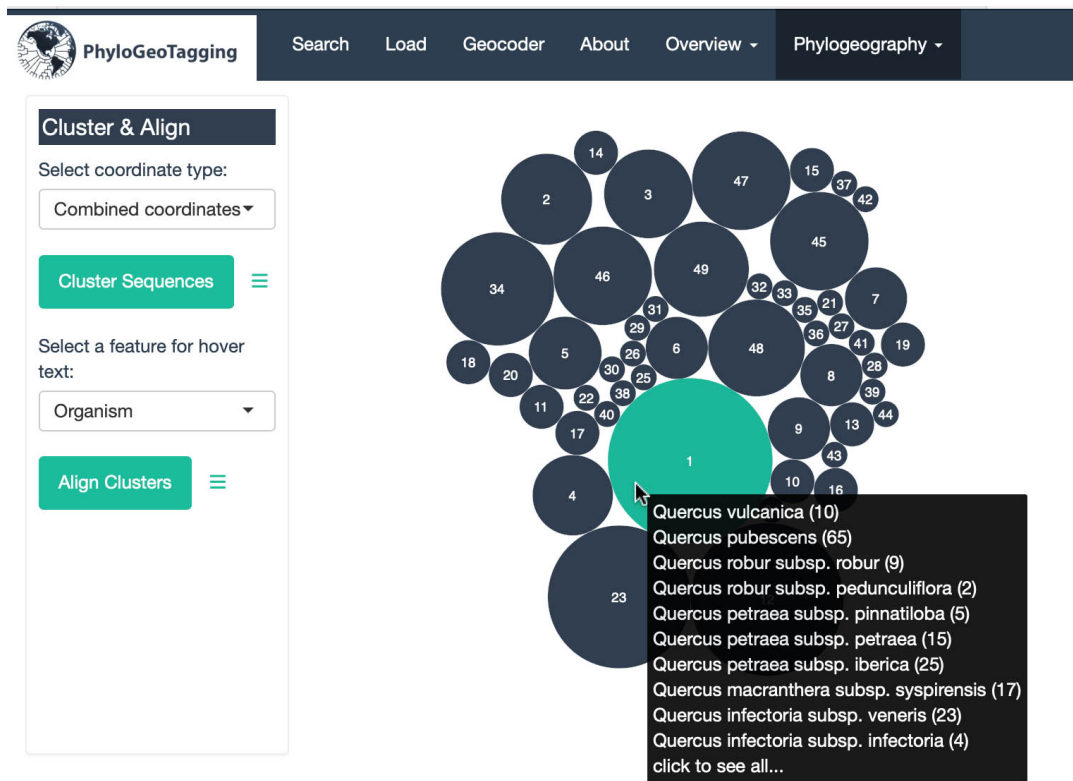 PhyloGeoTagging
Search Load Geocoder About Overview Phylogeography
Cluster & Align
Select coordinate type:
Combined coordinates
Cluster Sequences
Select a feature for hover
text:
Organism
Align Clusters
14
2
3
47
15
37
42
45
46
49
34
32
33
35
21
7
31
29
36
27
41
19
5
26
6
48
18
20
30
25
8
28
11
22
38
39
40
17
9
13
44
43
1
10
16
4
23
12
Quercus vulcanica (10)
Quercus pubescens (65)
Quercus robur subsp. robur (9)
Quercus robur subsp. pedunculiflora (2)
Quercus petraea subsp. pinnatiloba (5)
Quercus petraea subsp. petraea (15)
Quercus petraea subsp. iberica (25)
Quercus macranthera subsp. syspirensis (17)
Quercus infectoria subsp. veneris (23)
Quercus infectoria subsp. infectoria (4)
click to see all...